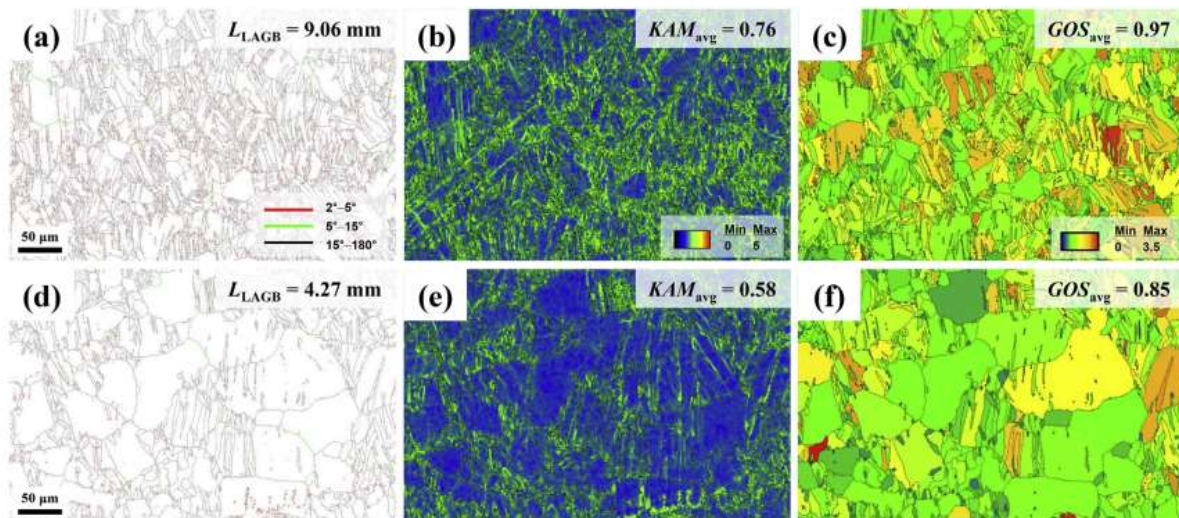 (a)
L_LAGB = 9.06 mm
2°–5°
5°–15°
15°–180°
50 μm
(b)
KAM_avg = 0.76
Min Max
0 5
(c)
GOS_avg = 0.97
Min Max
0 3.5
(d)
L_LAGB = 4.27 mm
50 μm
(e)
KAM_avg = 0.58
(f)
GOS_avg = 0.85